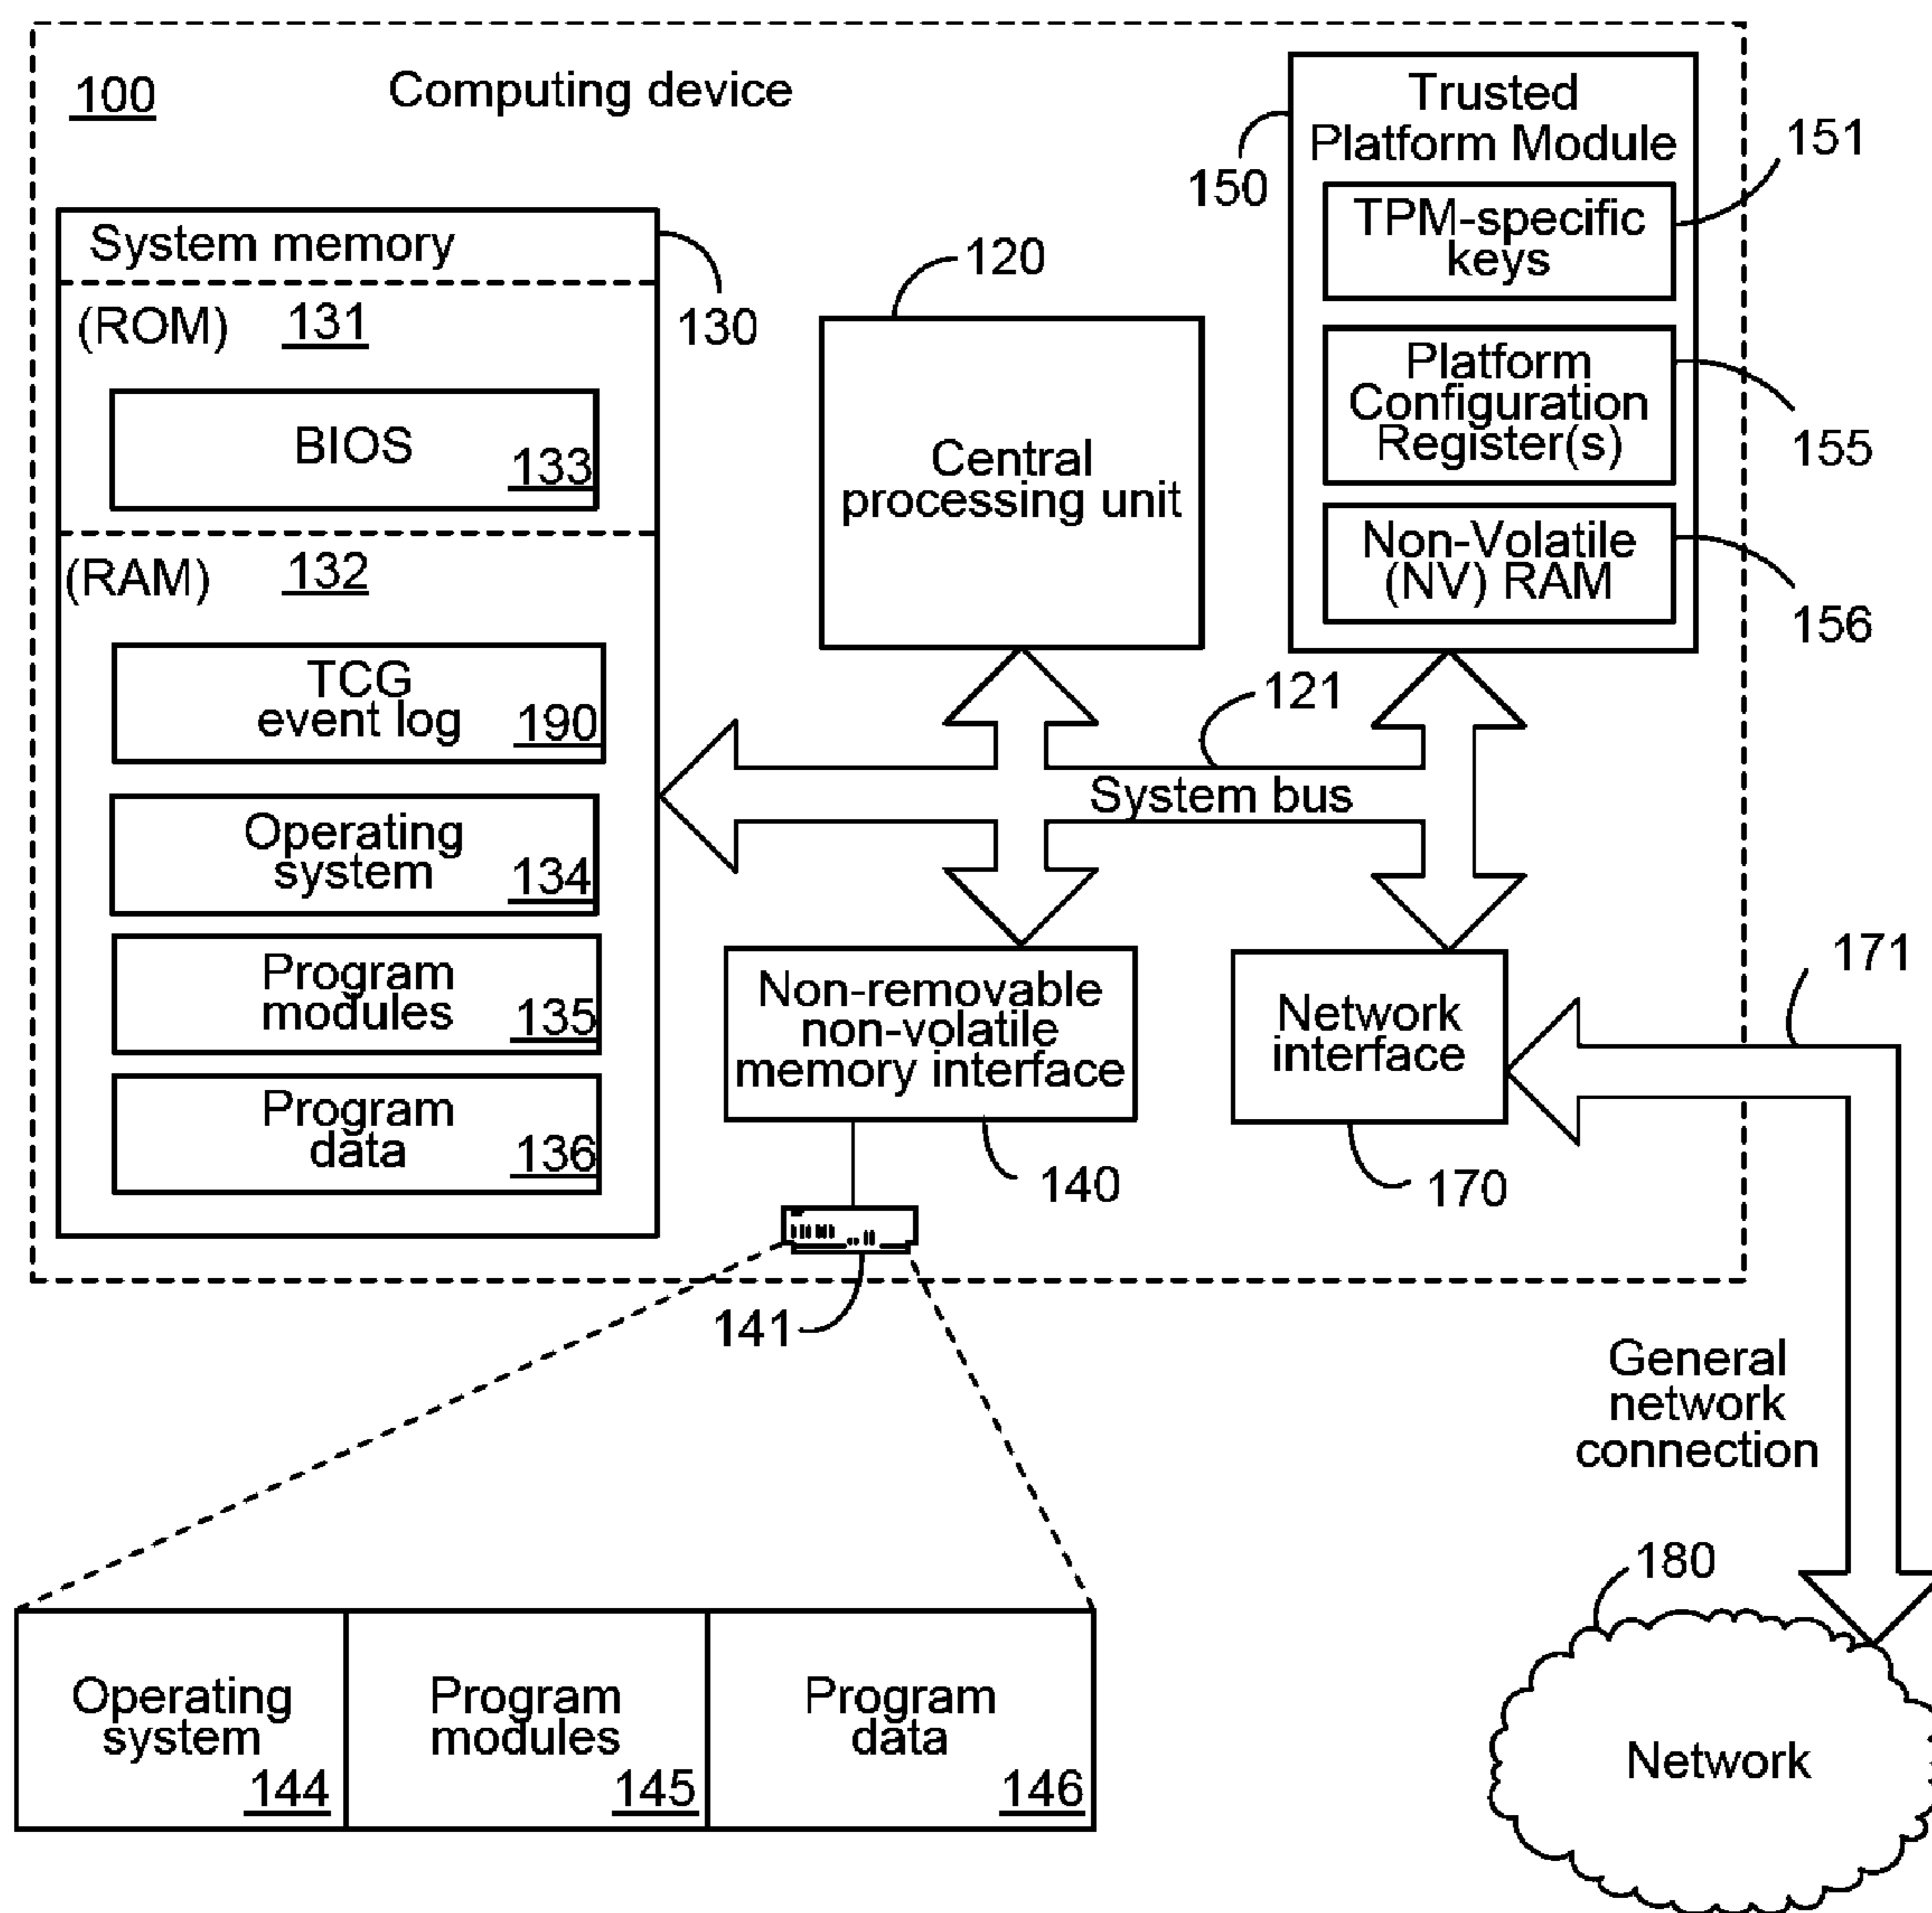 100
Computing device
System memory
130
(ROM) 131
BIOS 133
(RAM) 132
TCG
event log 190
Operating
system 134
Program
modules 135
Program
data 136
120
Central
processing unit
Trusted
Platform Module
150
TPM-specific
keys
151
Platform
Configuration
Register(s)
155
Non-Volatile
(NV) RAM
156
121
System bus
Non-removable
non-volatile
memory interface
140
Network
interface
170
171
141
General
network
connection
180
Network
Operating
system
144
Program
modules
145
Program
data
146